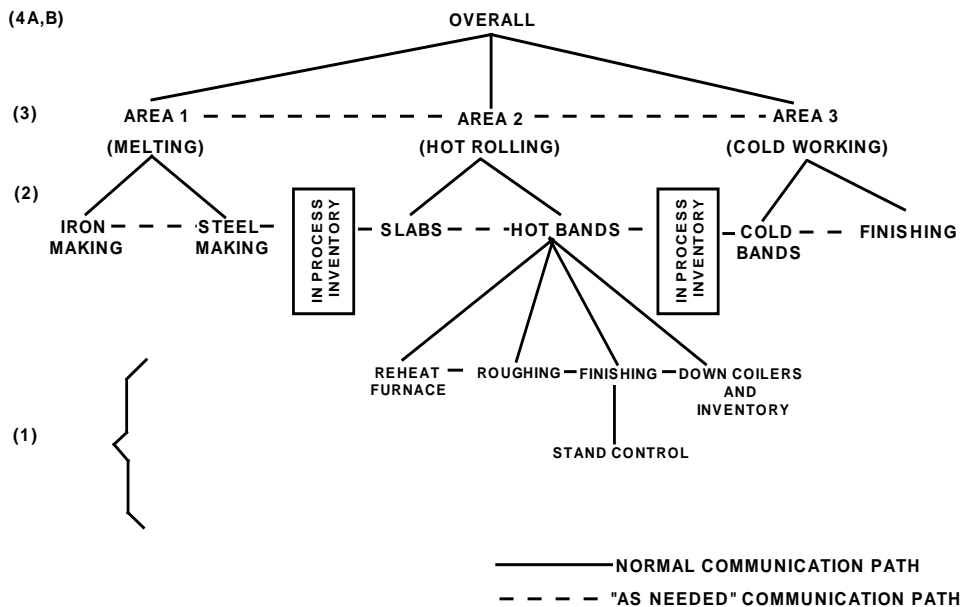 (4A,B)
OVERALL
(3)
AREA 1
AREA 2
AREA 3
(MELTING)
(HOT ROLLING)
(COLD WORKING)
(2)
IRON
MAKING
STEEL
MAKING
IN PROCESS
INVENTORY
SLABS
HOT BANDS
IN PROCESS
INVENTORY
COLD
BANDS
FINISHING
REHEAT
FURNACE
ROUGHING
FINISHING
DOWN COILERS
AND
INVENTORY
(1)
STAND CONTROL
NORMAL COMMUNICATION PATH
"AS NEEDED" COMMUNICATION PATH